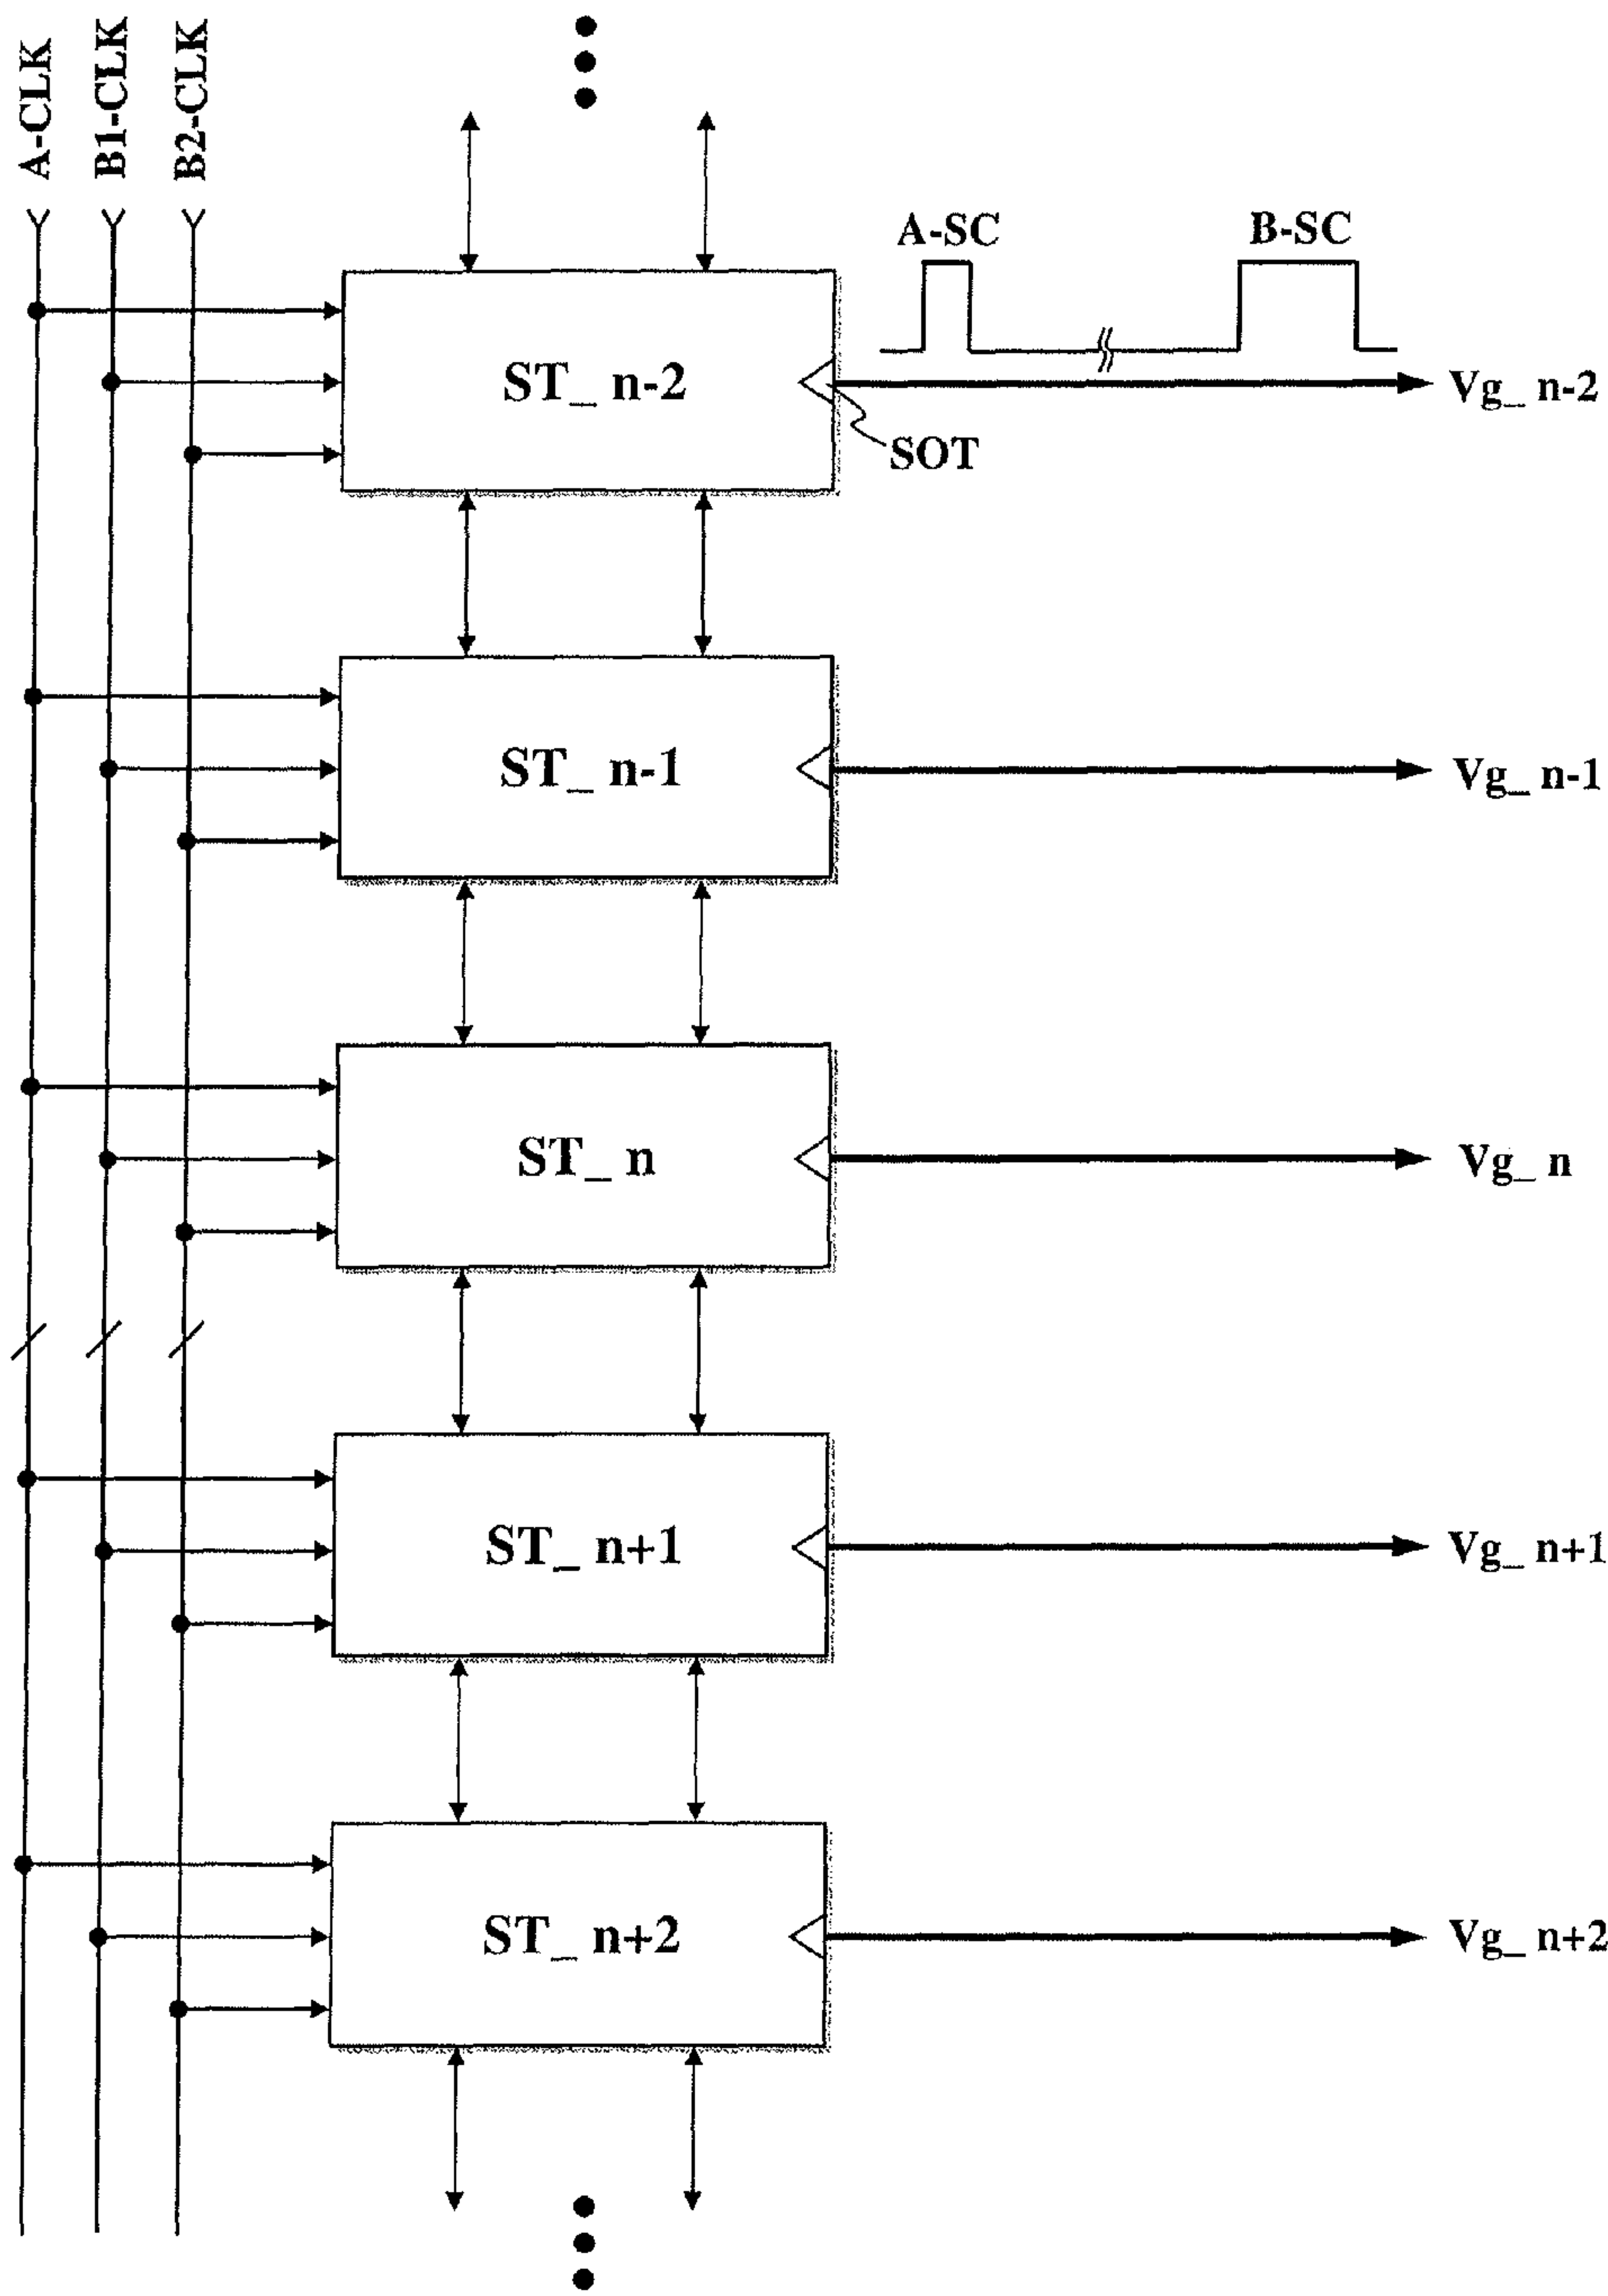 A-CLK
B1-CLK
B2-CLK
A-SC
B-SC
ST_ n-2
Vg_ n-2
SOT
ST_ n-1
Vg_ n-1
ST_ n
Vg_ n
ST_ n+1
Vg_ n+1
ST_ n+2
Vg_ n+2